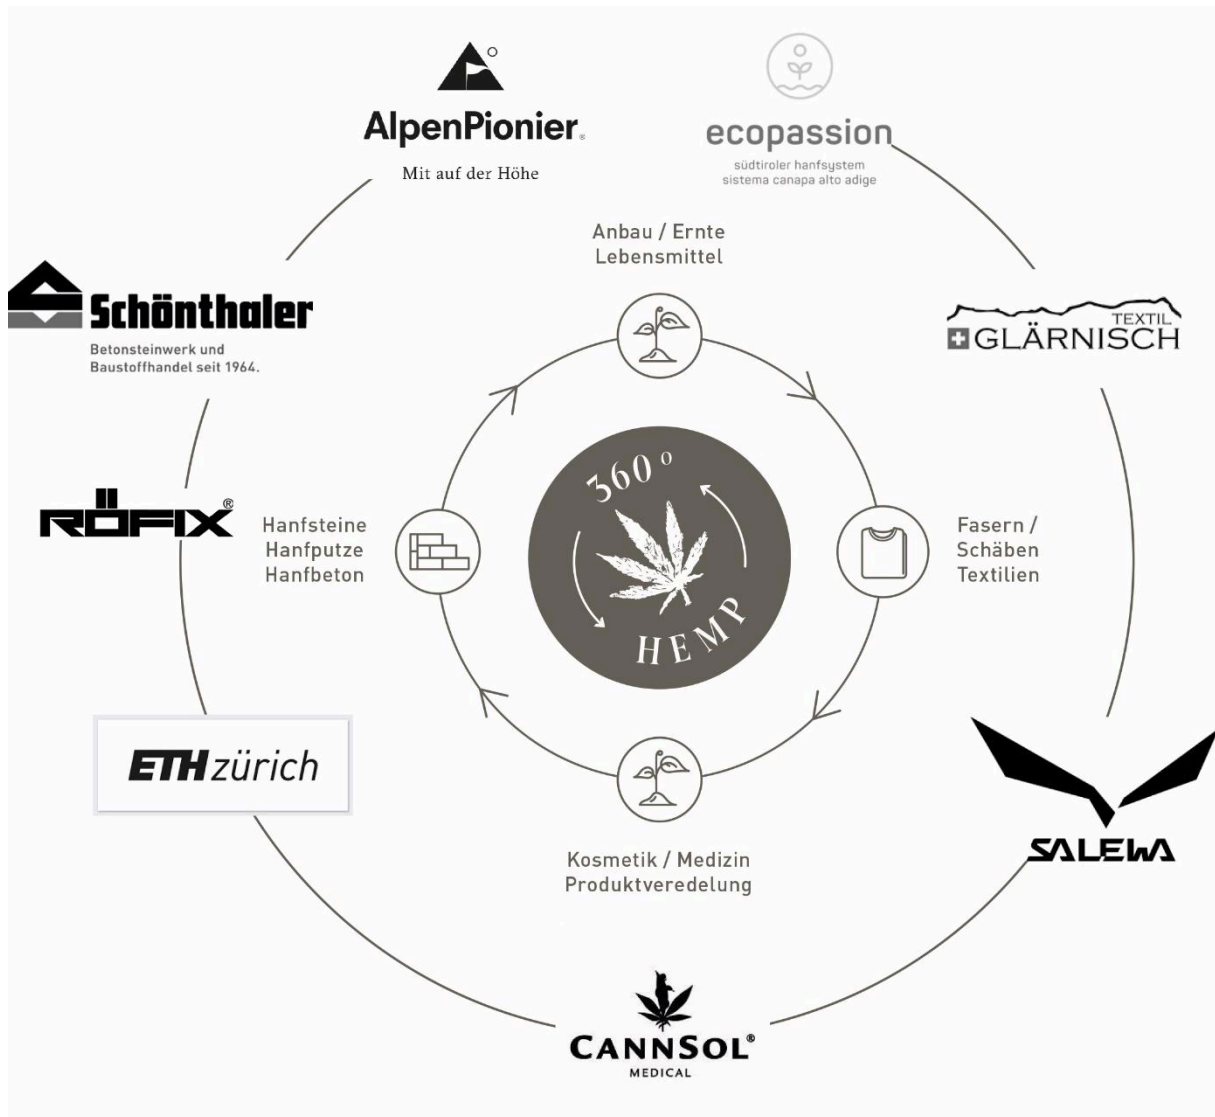 AlpenPionier®
Mit auf der Höhe
ecopassion
südtiroler hanfsystem
sistema canapa alto adige
Anbau / Ernte
Lebensmittel
Schönthaler
Betonsteinwerk und
Baustoffhandel seit 1964.
TEXTIL
GLÄRNISCH
360°
HEMP
RÖFIX®
Hanfsteine
Hanfputze
Hanfbeton
Fasern /
Schäben
Textilien
ETH zürich
SALEWA
Kosmetik / Medizin
Produktveredelung
CANNSOL®
MEDICAL